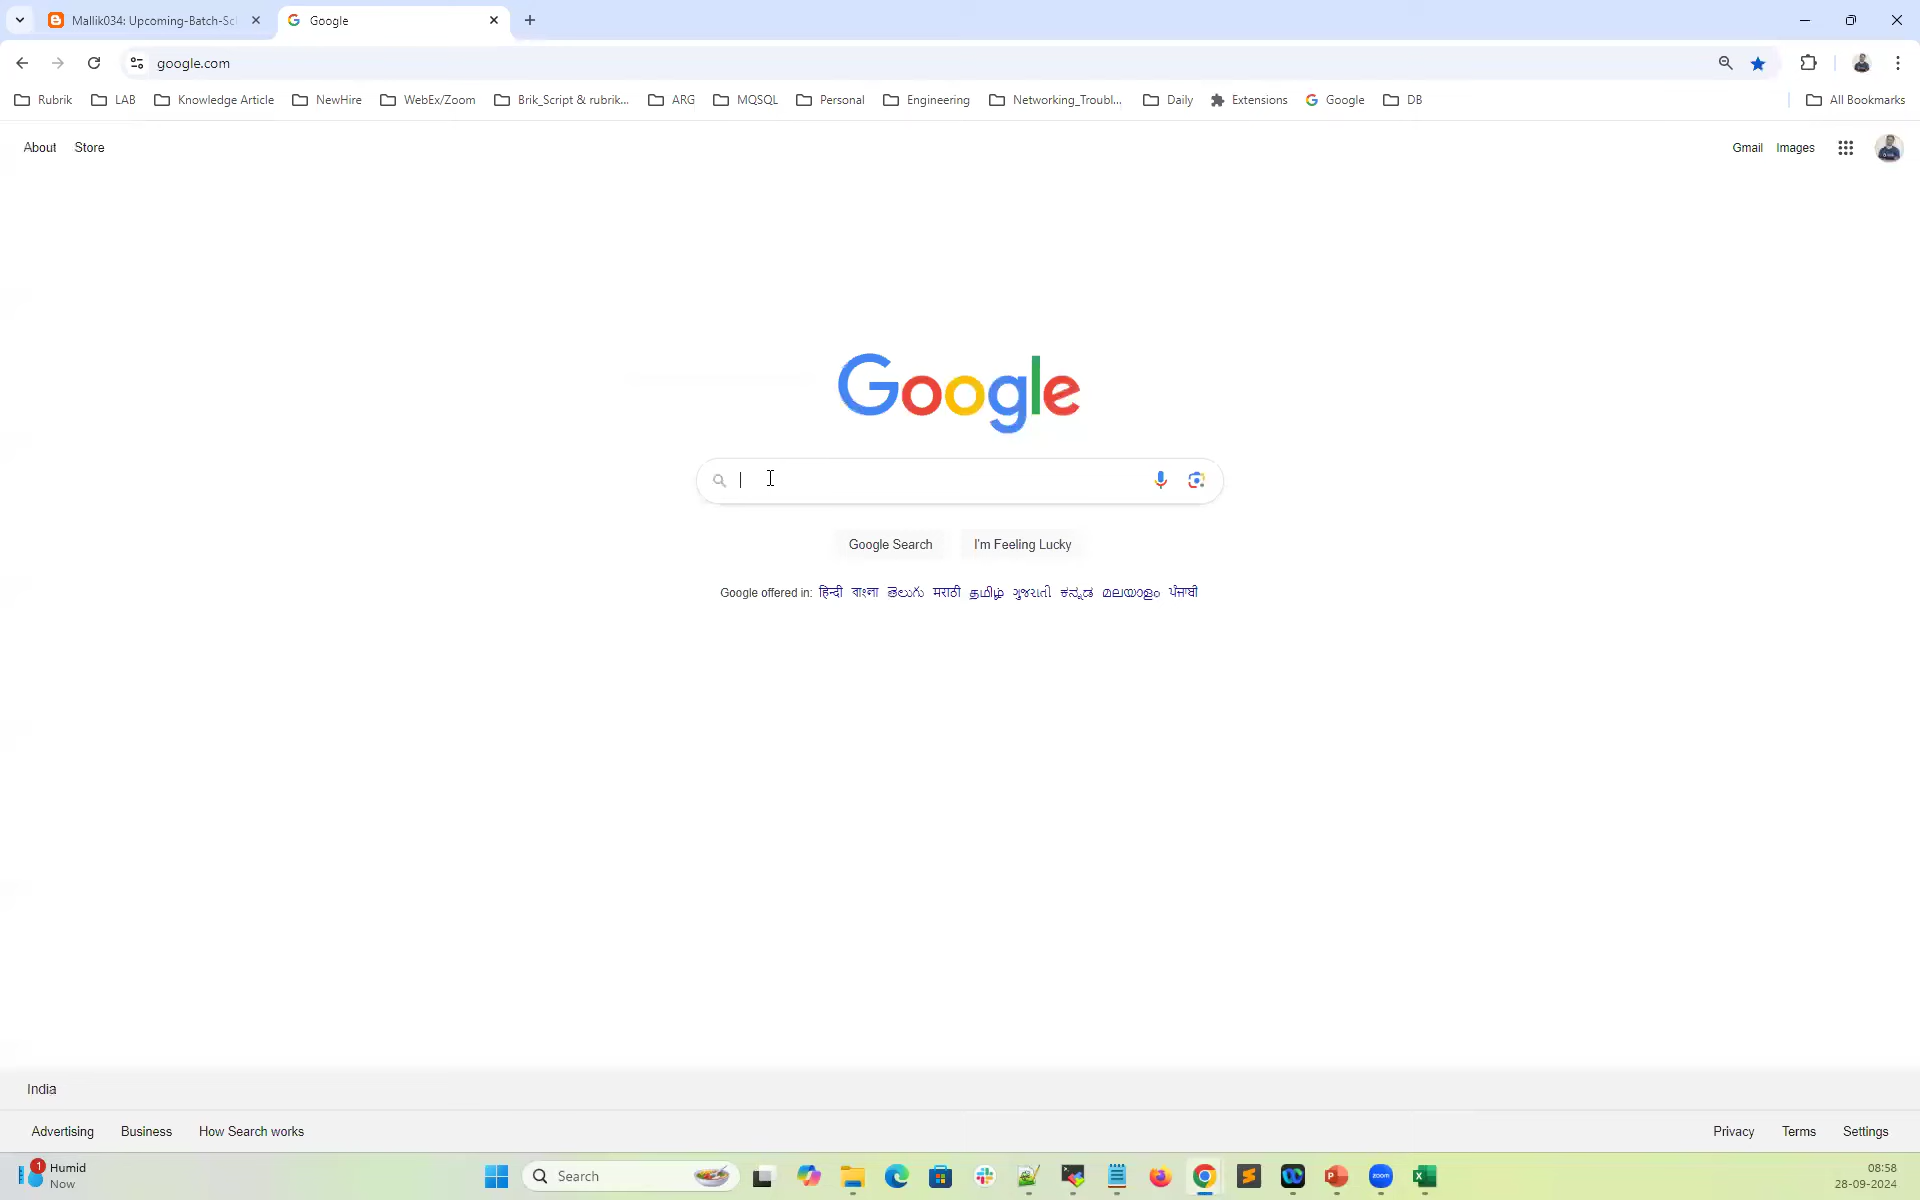 Mallik034: Upcoming-Batch-Sc
Google
google.com
Rubrik LAB Knowledge Article NewHire WebEx/Zoom Brik_Script & rubrik... ARG MQSQL Personal Engineering Networking_Troubl... Daily Extensions Google DB All Bookmarks
About Store Gmail Images
Google
Google Search I'm Feeling Lucky
Google offered in: हिन्दी বাংলা తెలుగు मराठी தமிழ் ગુજરાતી ಕನ್ನಡ മലയാളം ਪੰਜਾਬੀ
India
Advertising Business How Search works Privacy Terms Settings
1 Humid
Now
Search
zoom
08:58
28-09-2024